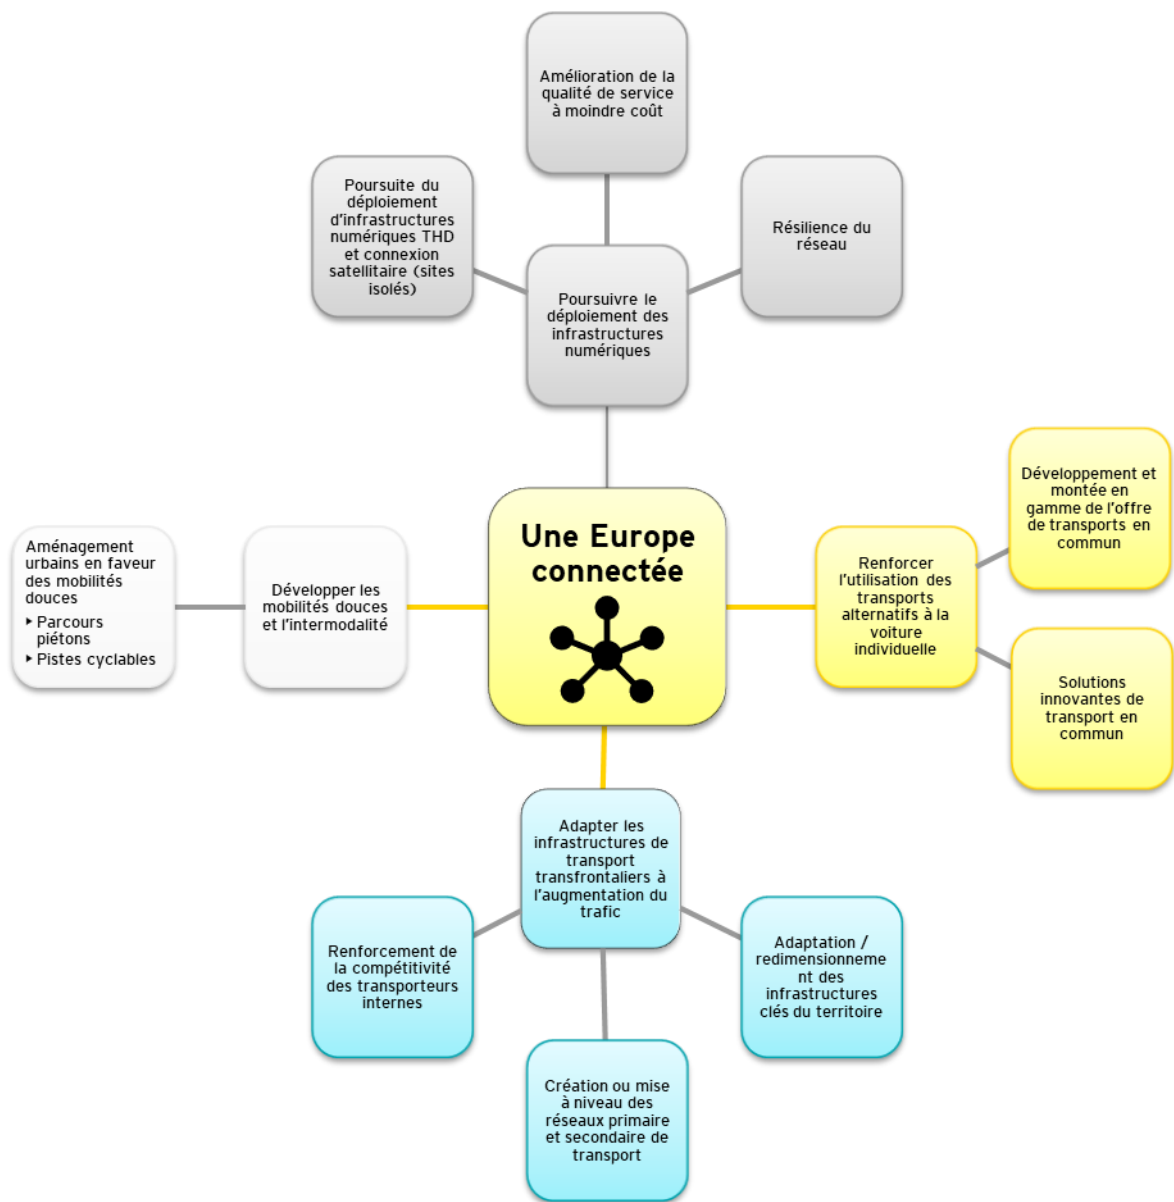 Amélioration de la
qualité de service
à moindre coût
Poursuite du
déploiement
d'infrastructures
numériques THD
et connexion
satellitaire (sites
isolés)
Résilience du
réseau
Poursuivre le
déploiement des
infrastructures
numériques
Une Europe
connectée
Aménagement
urbains en faveur
des mobilités
douces
▸ Parcours
piétons
▸ Pistes cyclables
Développer les
mobilités douces
et l'intermodalité
Renforcer
l'utilisation des
transports
alternatifs à la
voiture
individuelle
Développement et
montée en
gamme de l'offre
de transports en
commun
Solutions
innovantes de
transport en
commun
Adapter les
infrastructures de
transport
transfrontaliers à
l'augmentation du
trafic
Renforcement de
la compétitivité
des transporteurs
internes
Adaptation /
redimensionneme
nt des
infrastructures
clés du territoire
Création ou mise
à niveau des
réseaux primaire
et secondaire de
transport